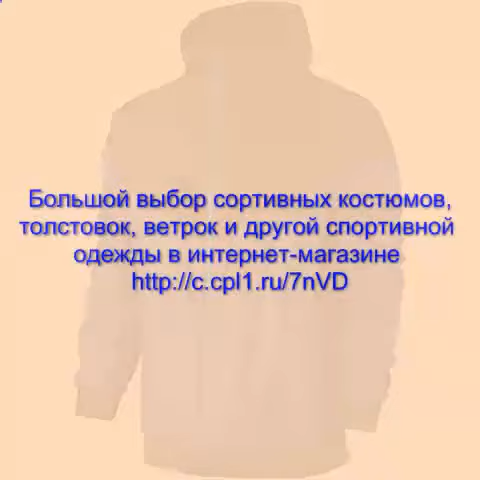 Большой выбор сортивных костюмов,
толстовок, ветрок и другой спортивной
одежды в интернет-магазине
http://c.cpl1.ru/7nVD